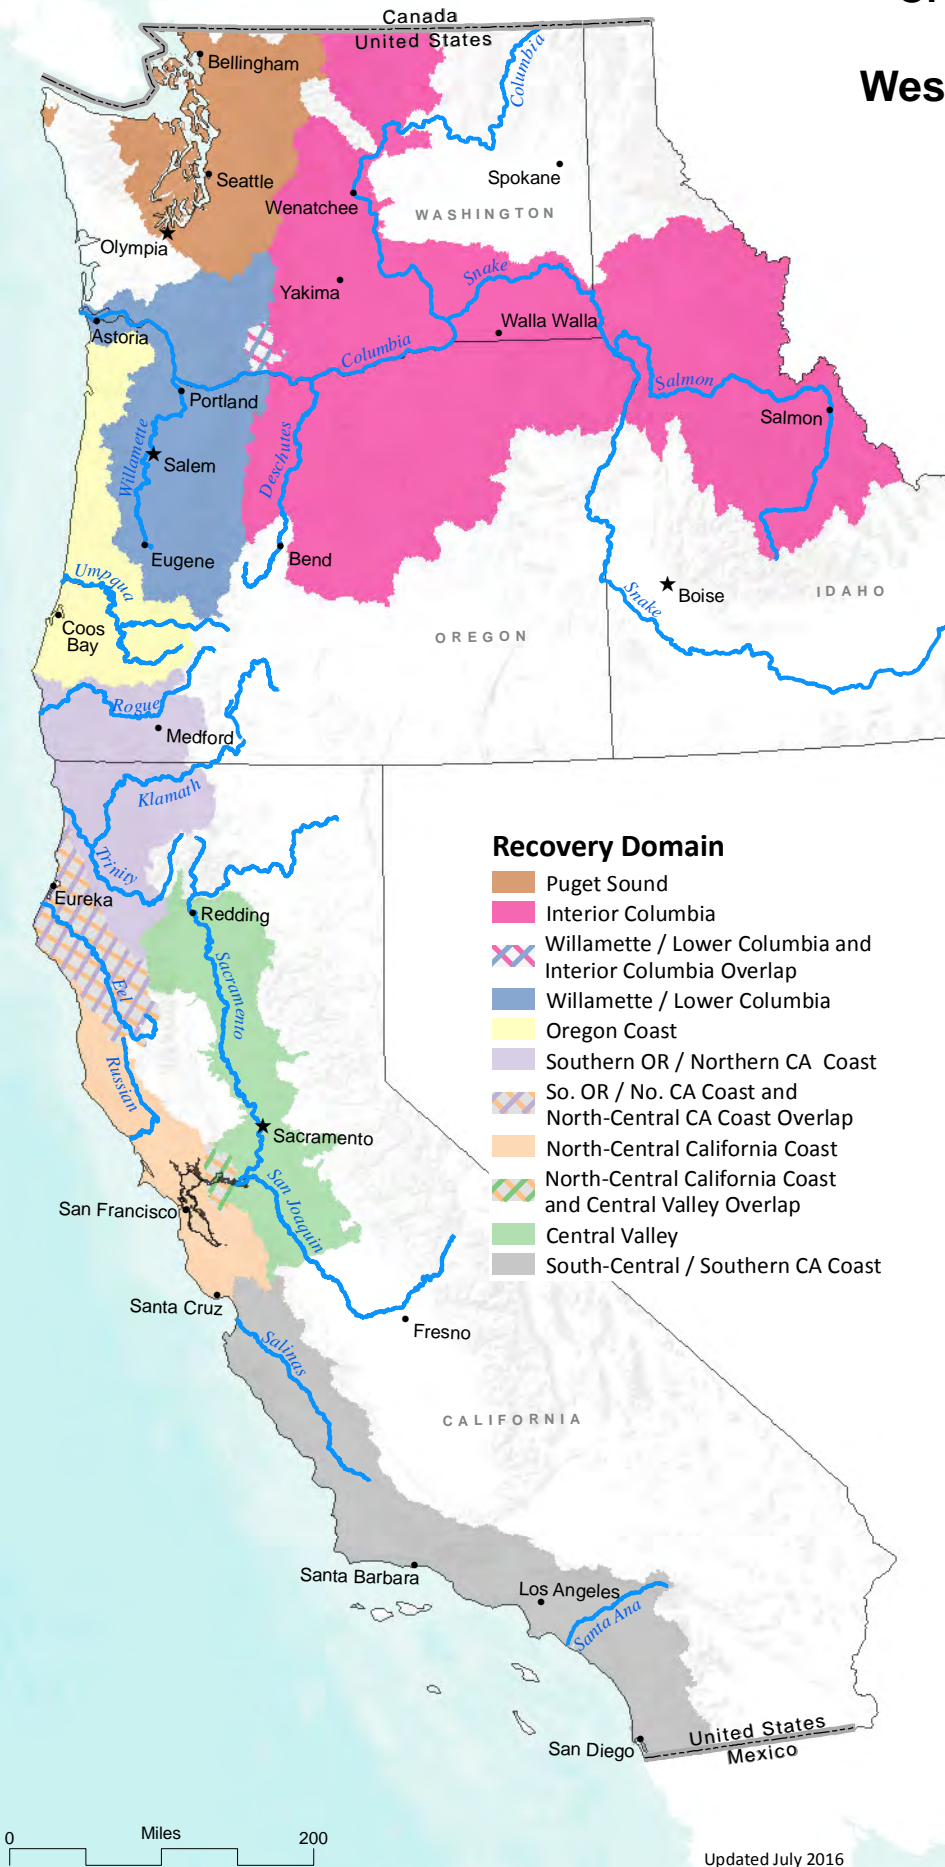 Canada
United States
Wes
Bellingham
Columbia
Spokane
Seattle
Wenatchee
WASHINGTON
Olympia
Yakima
Snake
Walla Walla
Astoria
Columbia
Portland
Salmon
Salmon
Willamette
Salem
Deschutes
Eugene
Bend
Umpqua
Boise
IDAHO
Snake
Coos
Bay
OREGON
Rogue
Medford
Klamath
Trinity
Eureka
Redding
Sacramento
Eel
Russian
Sacramento
San Joaquin
San Francisco
Santa Cruz
Fresno
Salinas
CALIFORNIA
Santa Barbara
Los Angeles
Santa Ana
San Diego
United States
Mexico
Recovery Domain
Puget Sound
Interior Columbia
Willamette / Lower Columbia and
Interior Columbia Overlap
Willamette / Lower Columbia
Oregon Coast
Southern OR / Northern CA Coast
So. OR / No. CA Coast and
North-Central CA Coast Overlap
North-Central California Coast
North-Central California Coast
and Central Valley Overlap
Central Valley
South-Central / Southern CA Coast
0 Miles 200
Updated July 2016